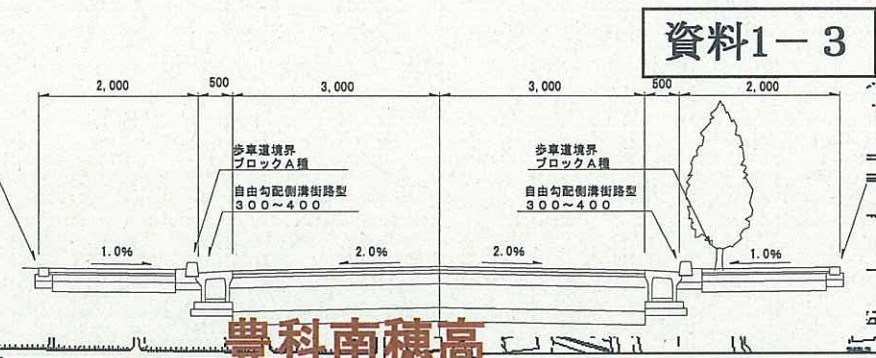 資料1－3
2,000 500 3,000 3,000 500 2,000
歩車道境界
ブロックA種
自由勾配側溝街路型
300～400
歩車道境界
ブロックA種
自由勾配側溝街路型
300～400
1.0% 2.0% 2.0% 1.0%
豊科南穂高